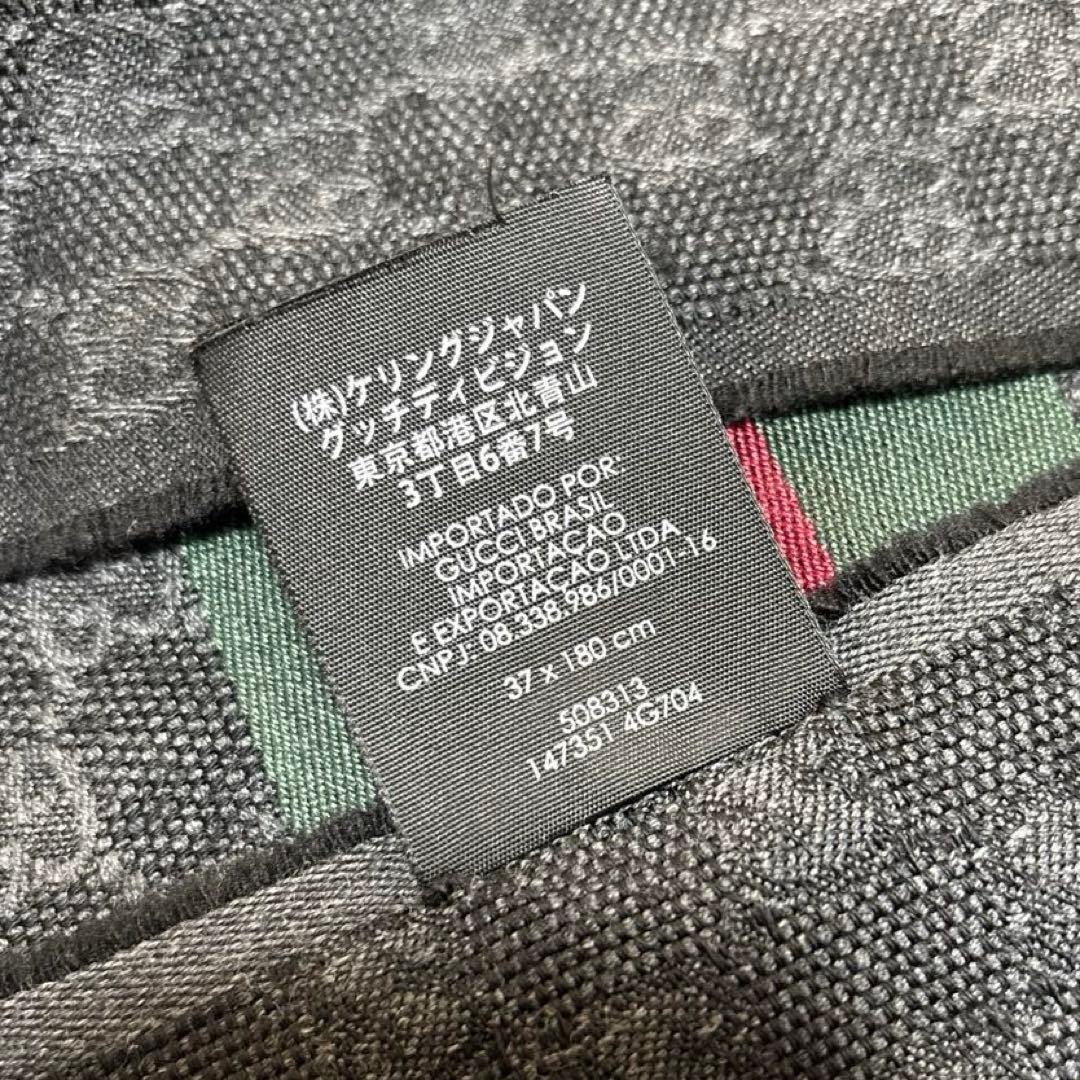 (株)ケリングジャパン
グッチディビジョン
東京都港区北青山
3丁目6番7号
IMPORTADO POR:
GUCCI BRASIL
IMPORTAÇAO
E EXPORTAÇAO LTDA
CNPJ 08.338.986/0001-16
37 x 180 cm
508313
147351 4G704